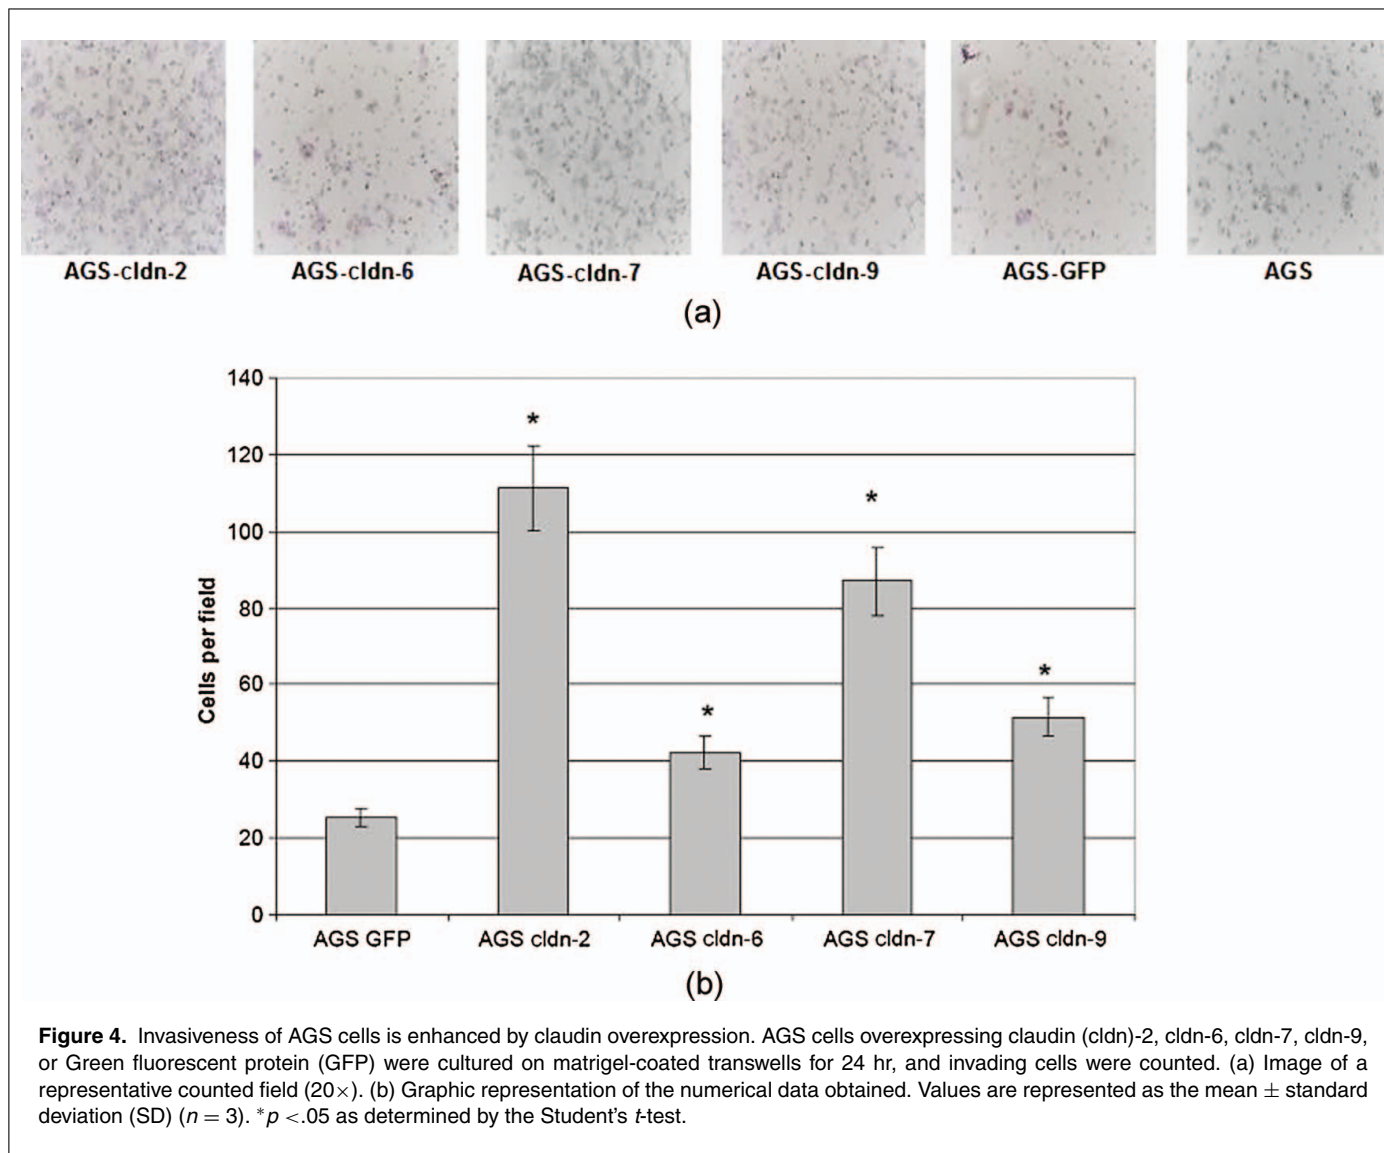 AGS-cldn-2 AGS-cldn-6 AGS-cldn-7 AGS-cldn-9 AGS-GFP AGS
(a)
140
120
100
80
60
40
20
0
Cells per field
*
*
*
*
AGS GFP AGS cldn-2 AGS cldn-6 AGS cldn-7 AGS cldn-9
(b)
Figure 4. Invasiveness of AGS cells is enhanced by claudin overexpression. AGS cells overexpressing claudin (cldn)-2, cldn-6, cldn-7, cldn-9,
or Green fluorescent protein (GFP) were cultured on matrigel-coated transwells for 24 hr, and invading cells were counted. (a) Image of a
representative counted field (20×). (b) Graphic representation of the numerical data obtained. Values are represented as the mean ± standard
deviation (SD) (n = 3). *p <.05 as determined by the Student's t-test.